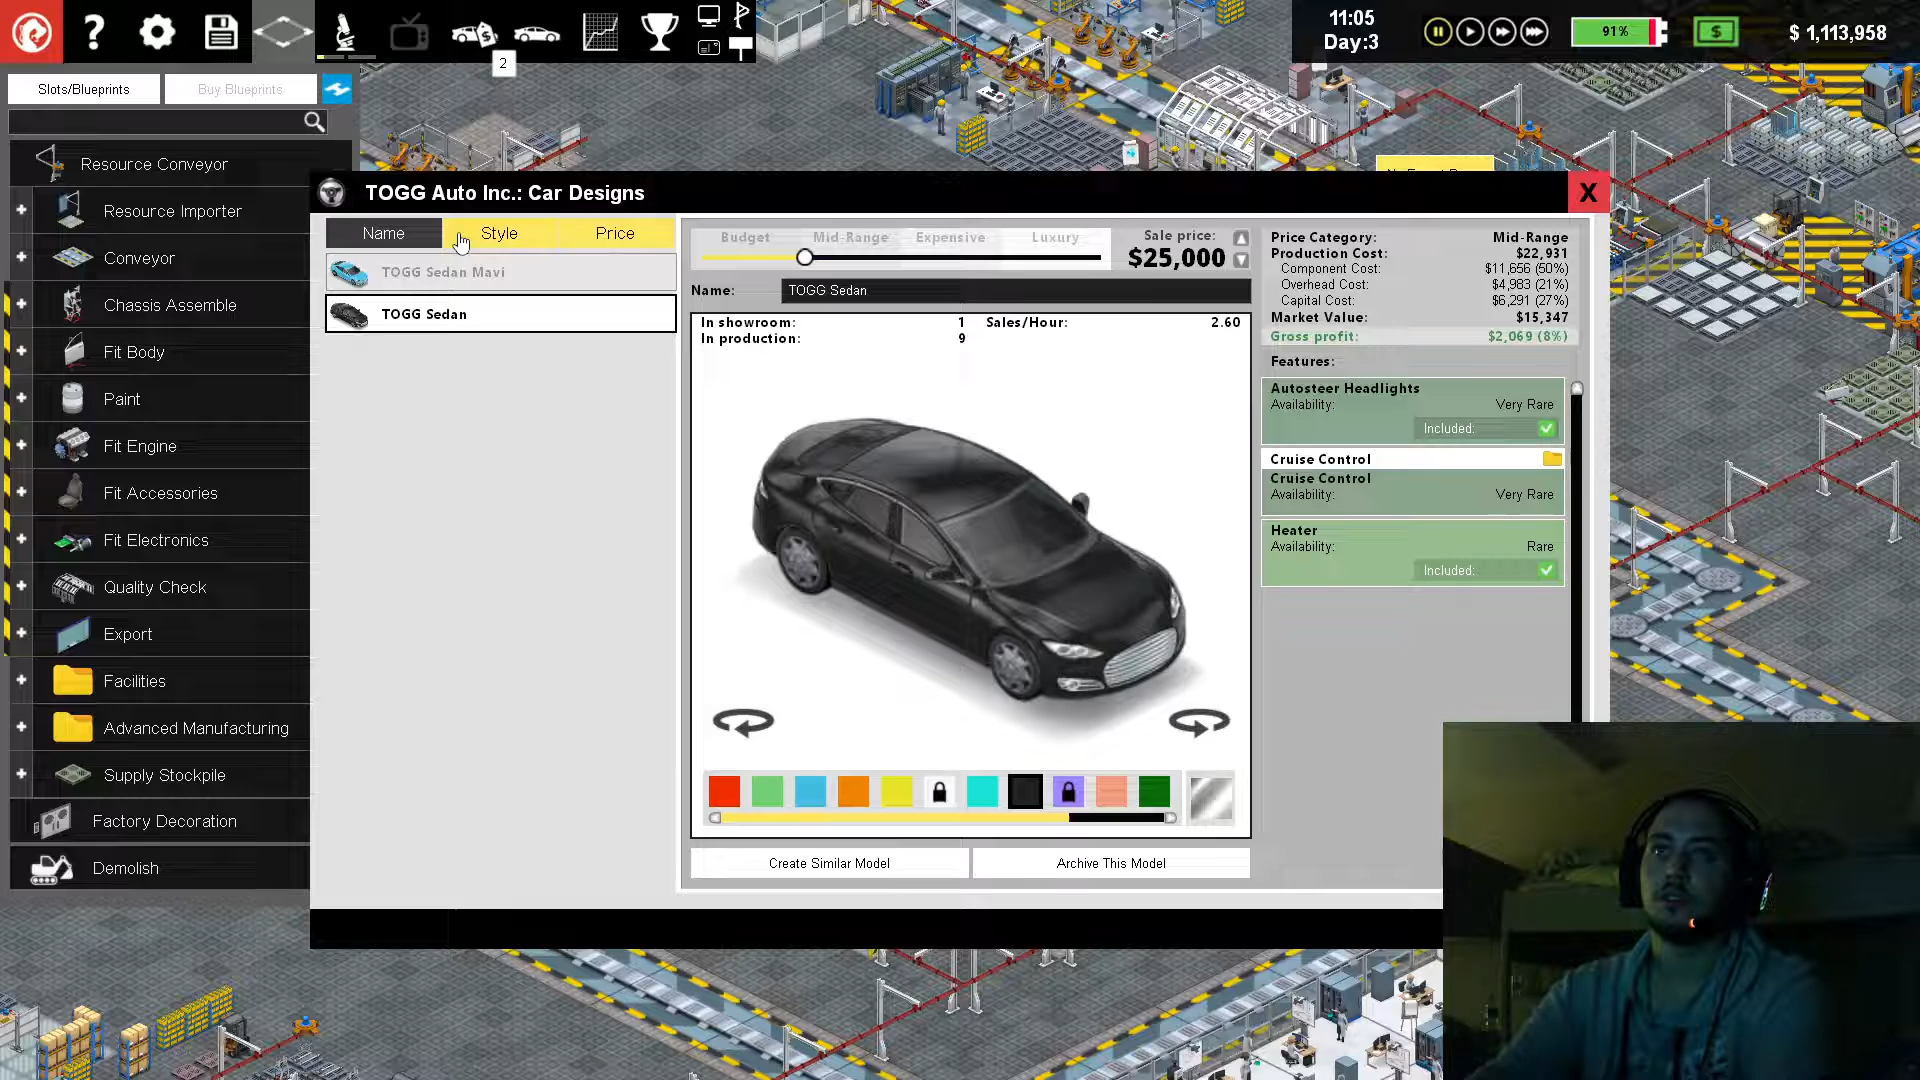 11:05
Day:3
91%
$
$ 1,113,958
2
Slots/Blueprints
Buy Blueprints
Resource Conveyor
Resource Importer
Conveyor
Chassis Assemble
Fit Body
Paint
Fit Engine
Fit Accessories
Fit Electronics
Quality Check
Export
Facilities
Advanced Manufacturing
Supply Stockpile
Factory Decoration
Demolish
TOGG Auto Inc.: Car Designs
X
Name
Style
Price
TOGG Sedan Mavi
TOGG Sedan
Budget
Mid-Range
Expensive
Luxury
Sale price:
$25,000
Name:
TOGG Sedan
In showroom: 1
Sales/Hour: 2.60
In production: 9
Create Similar Model
Archive This Model
Price Category: Mid-Range
Production Cost: $22,931
Component Cost: $11,656 (50%)
Overhead Cost: $4,983 (21%)
Capital Cost: $6,291 (27%)
Market Value: $15,347
Gross profit: $2,069 (8%)
Features:
Autosteer Headlights
Availability: Very Rare
Included:
Cruise Control
Cruise Control
Availability: Very Rare
Heater
Availability: Rare
Included: